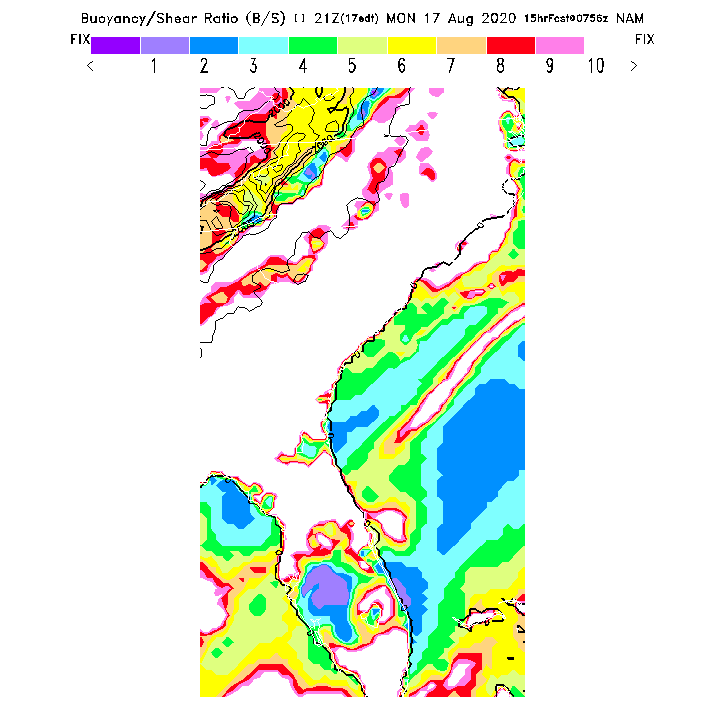 Buoyancy/Shear Ratio (B/S) [] 21Z(17edt) MON 17 Aug 2020 15hrFcst@0756z NAM
FIX FIX
< 1 2 3 4 5 6 7 8 9 10 >